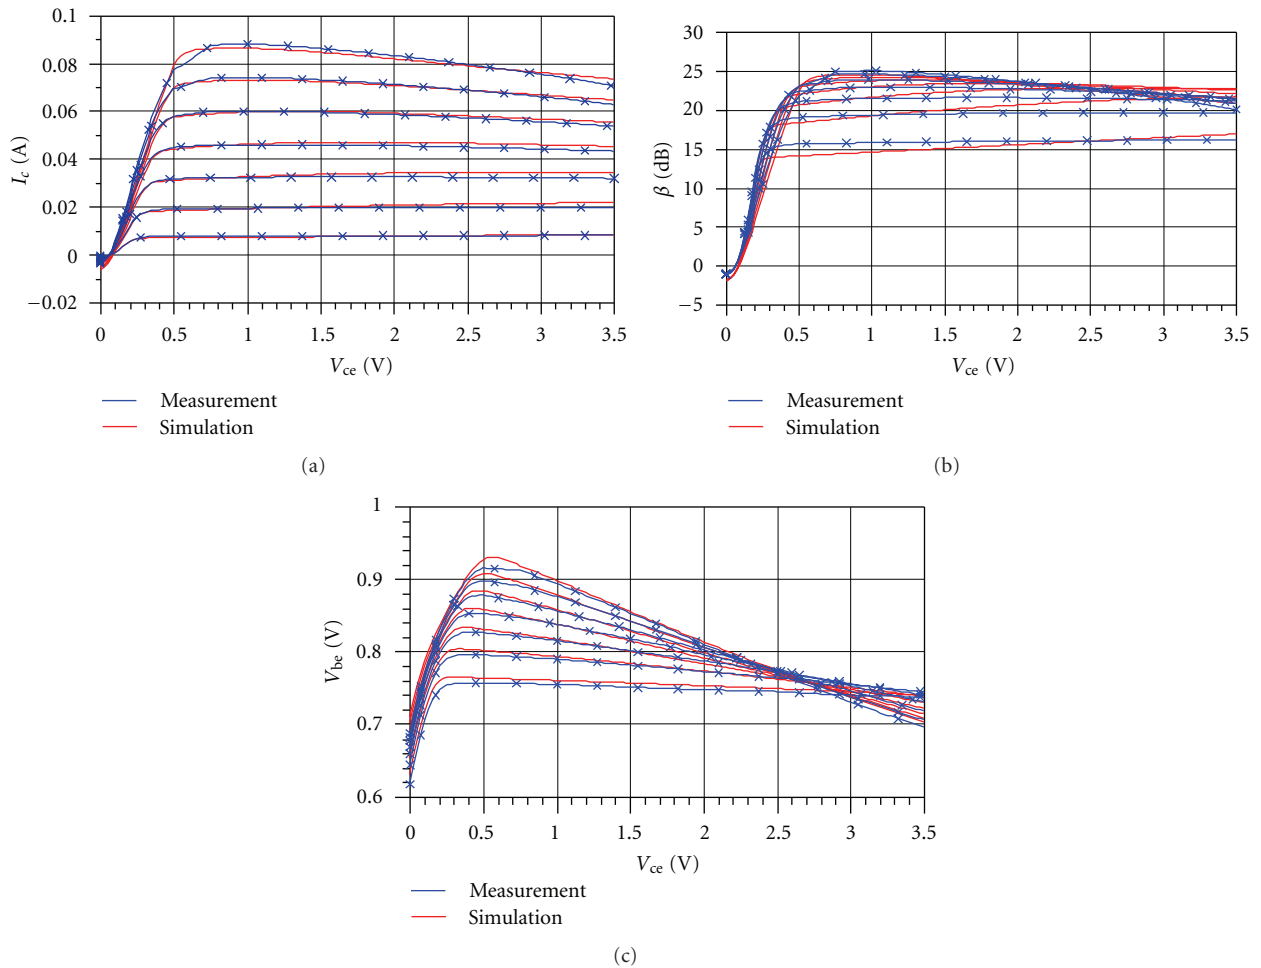 0.1
0.08
0.06
0.04
0.02
0
−0.02
I_c (A)
0 0.5 1 1.5 2 2.5 3 3.5
V_ce (V)
Measurement
Simulation
(a)
30
25
20
15
10
5
0
−5
β (dB)
0 0.5 1 1.5 2 2.5 3 3.5
V_ce (V)
Measurement
Simulation
(b)
1
0.9
0.8
0.7
0.6
V_be (V)
0 0.5 1 1.5 2 2.5 3 3.5
V_ce (V)
Measurement
Simulation
(c)